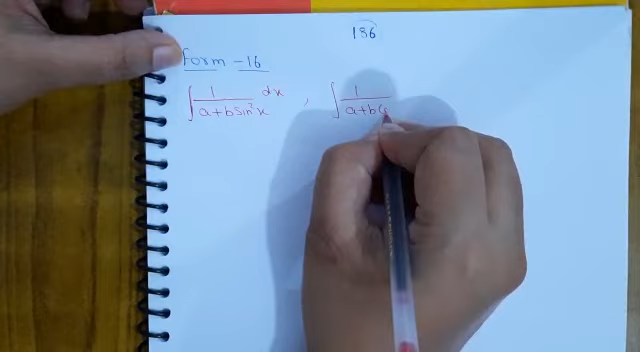 186
Form - 16
∫ 1/(a+b sin²x) dx , ∫ 1/(a+b c